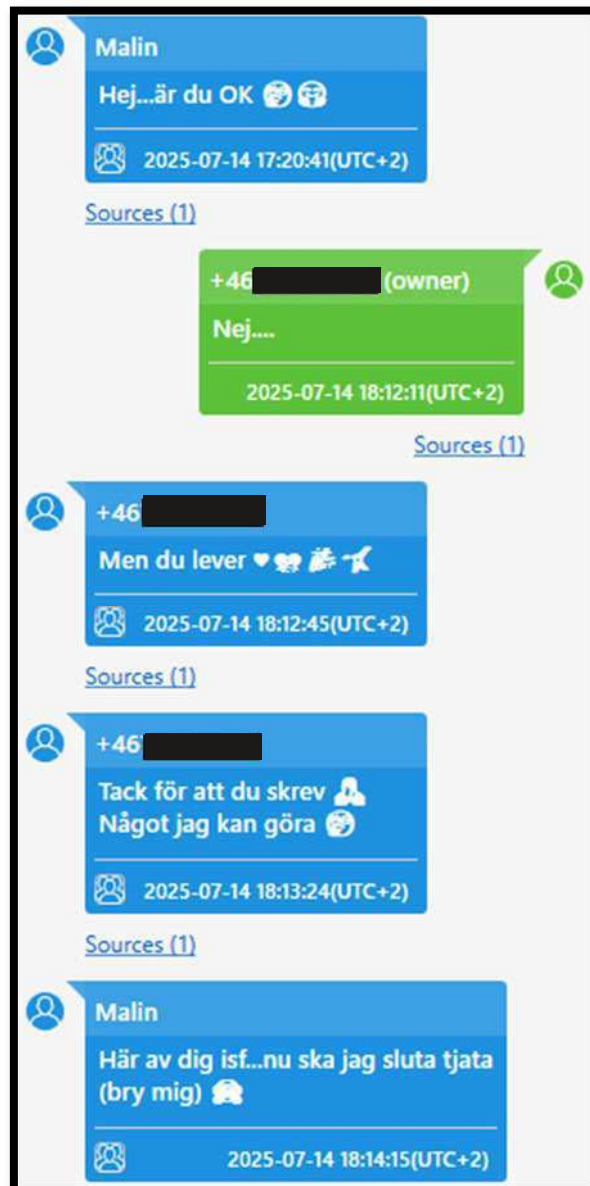 Malin
Hej...är du OK
2025-07-14 17:20:41(UTC+2)
Sources (1)
+46 (owner)
Nej....
2025-07-14 18:12:11(UTC+2)
Sources (1)
+46
Men du lever ♥
2025-07-14 18:12:45(UTC+2)
Sources (1)
+46
Tack för att du skrev
Något jag kan göra
2025-07-14 18:13:24(UTC+2)
Sources (1)
Malin
Här av dig isf...nu ska jag sluta tjata
(bry mig)
2025-07-14 18:14:15(UTC+2)